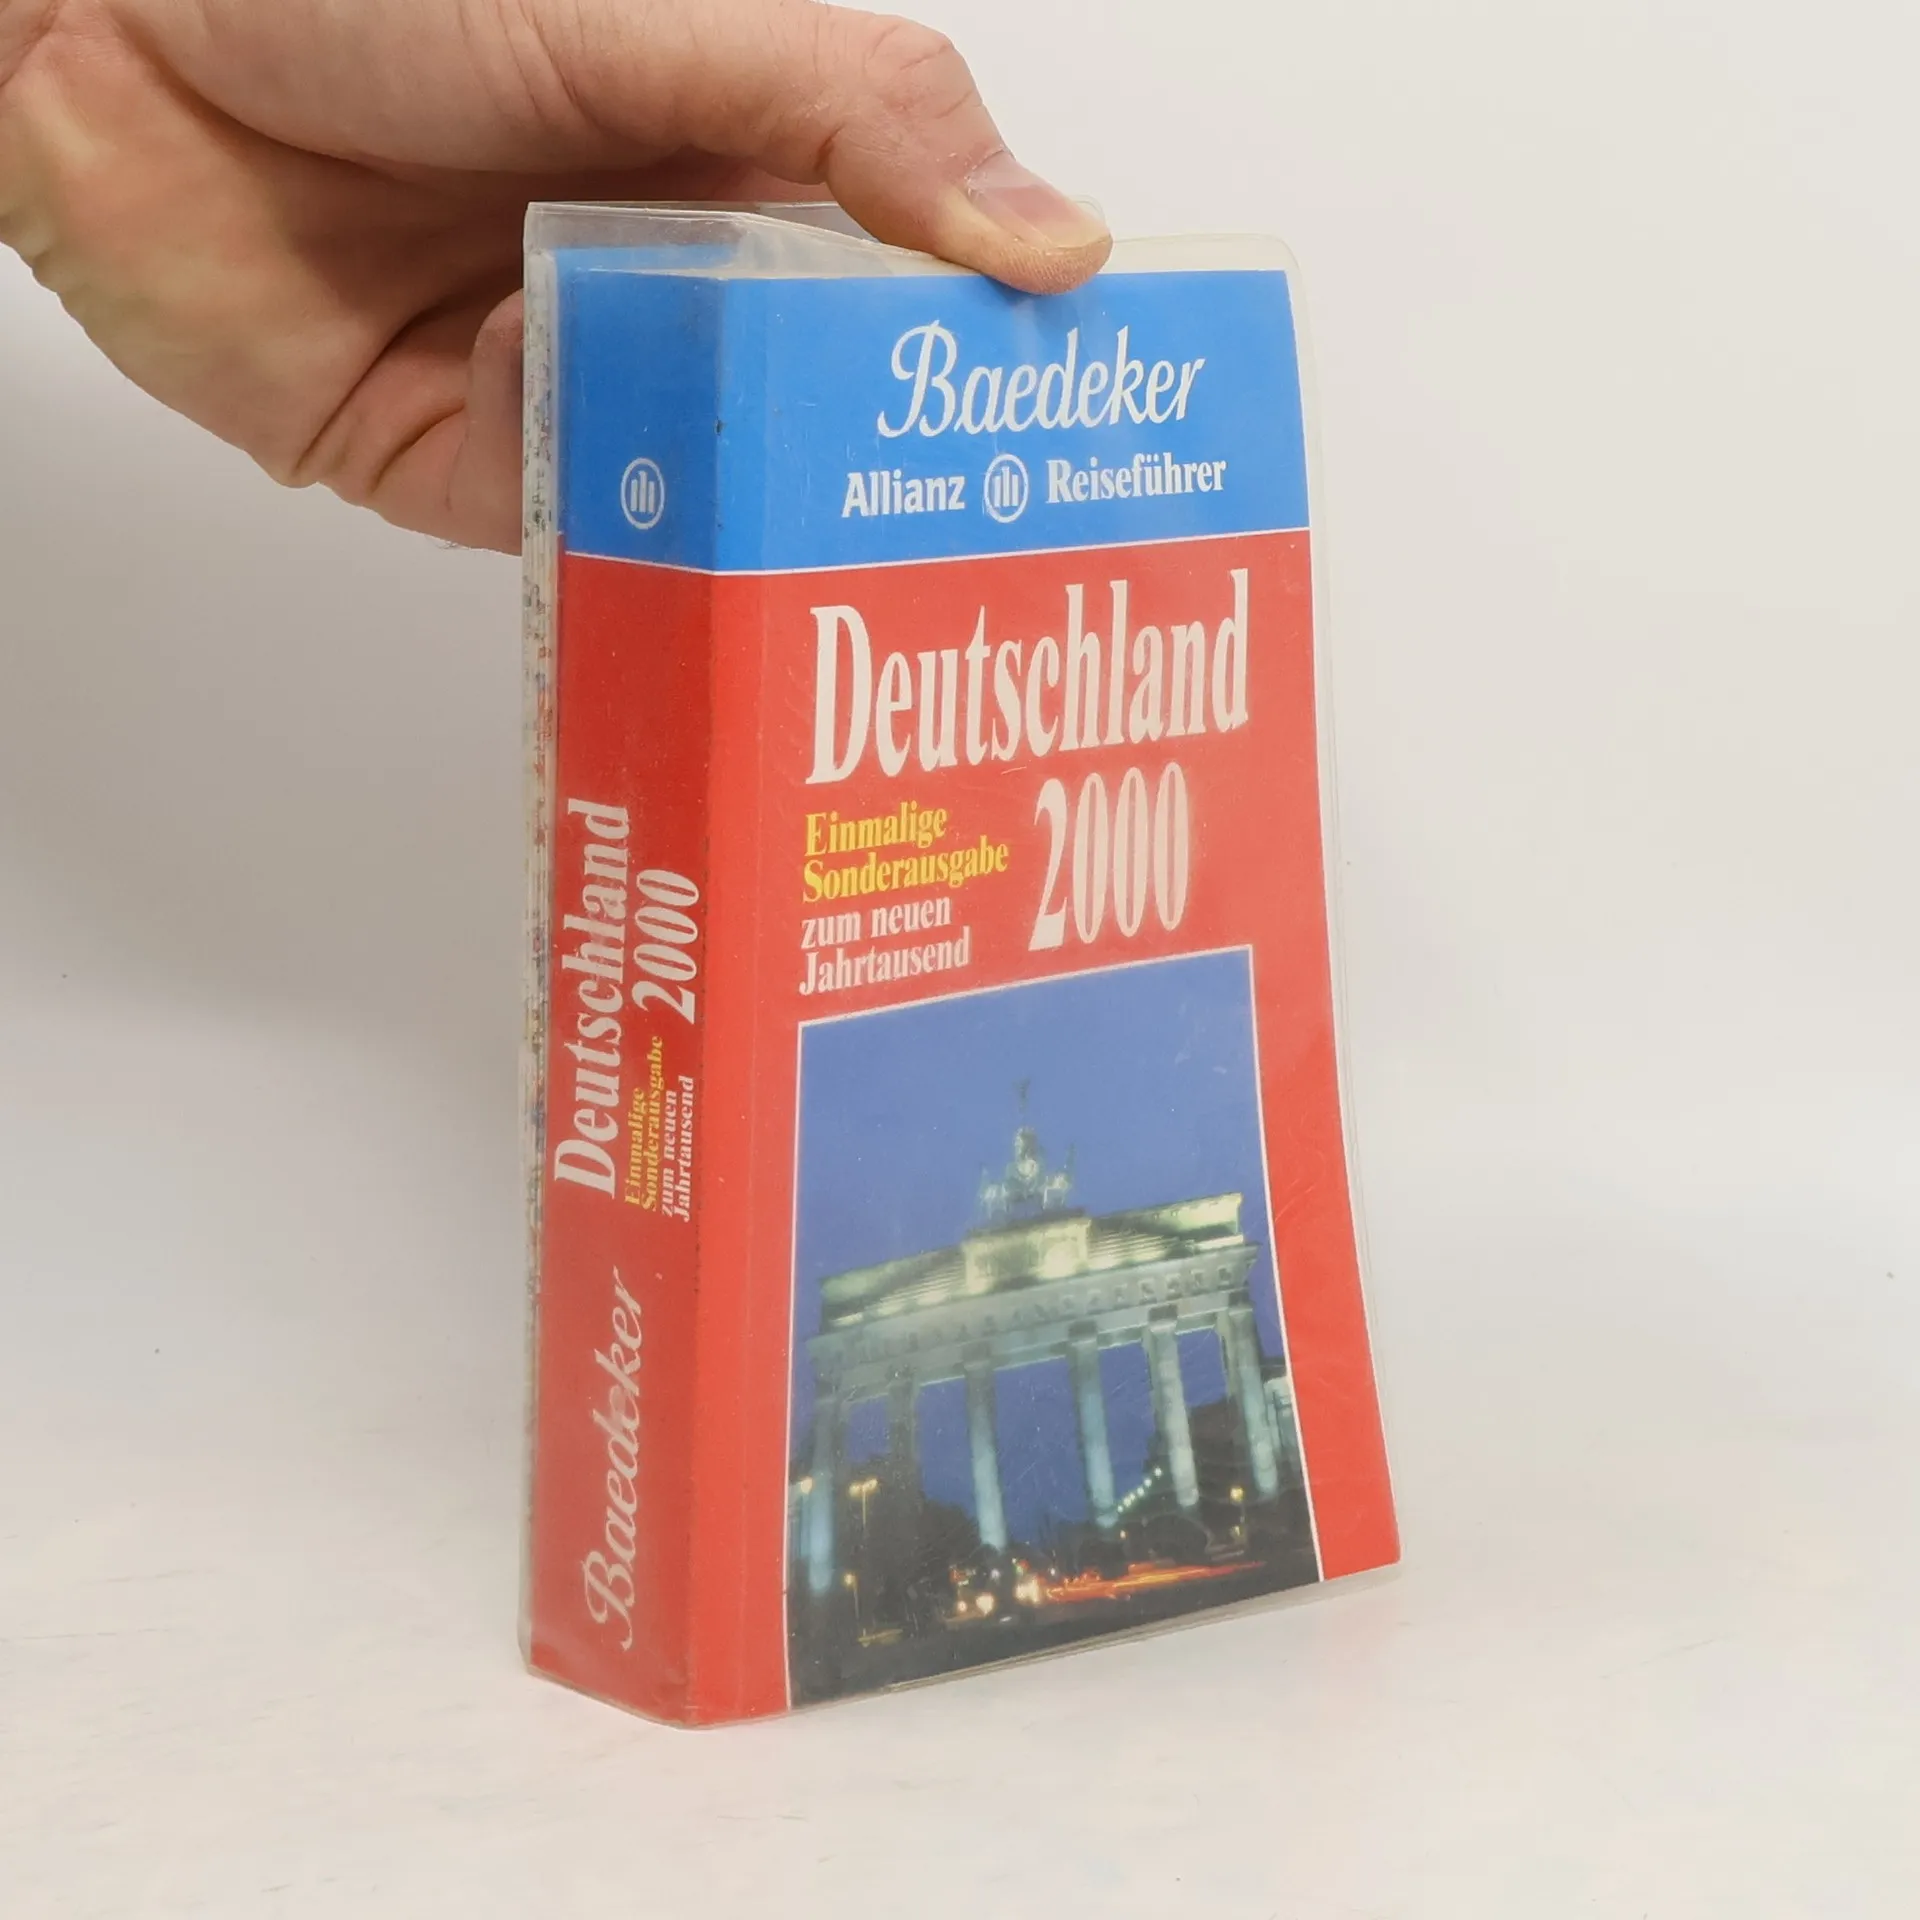 Baedeker
Allianz Reiseführer
Deutschland
2000
Einmalige
Sonderausgabe
zum neuen
Jahrtausend
Deutschland
2000
Einmalige
Sonderausgabe
zum neuen
Jahrtausend
Baedeker